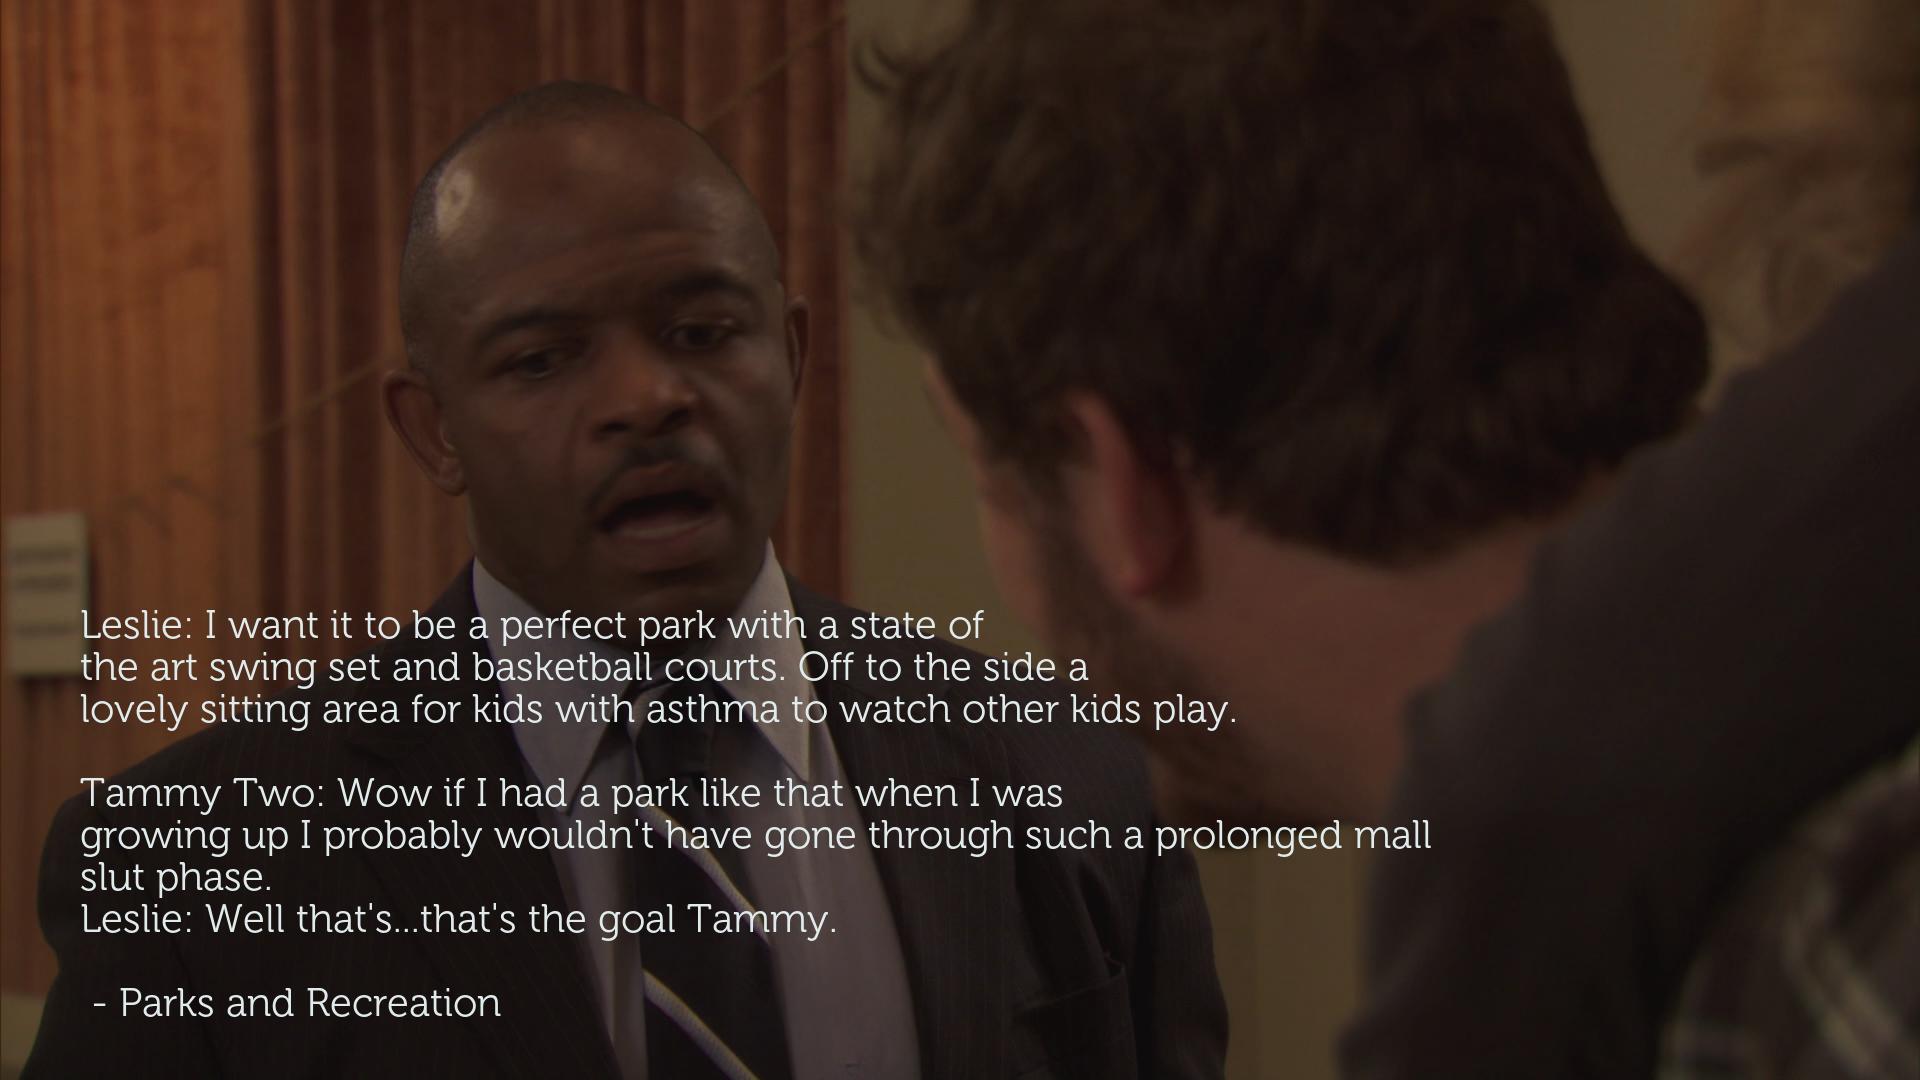 Leslie: I want it to be a perfect park with a state of
the art swing set and basketball courts. Off to the side a
lovely sitting area for kids with asthma to watch other kids play.
Tammy Two: Wow if I had a park like that when I was
growing up I probably wouldn't have gone through such a prolonged mall
slut phase.
Leslie: Well that's...that's the goal Tammy.
- Parks and Recreation